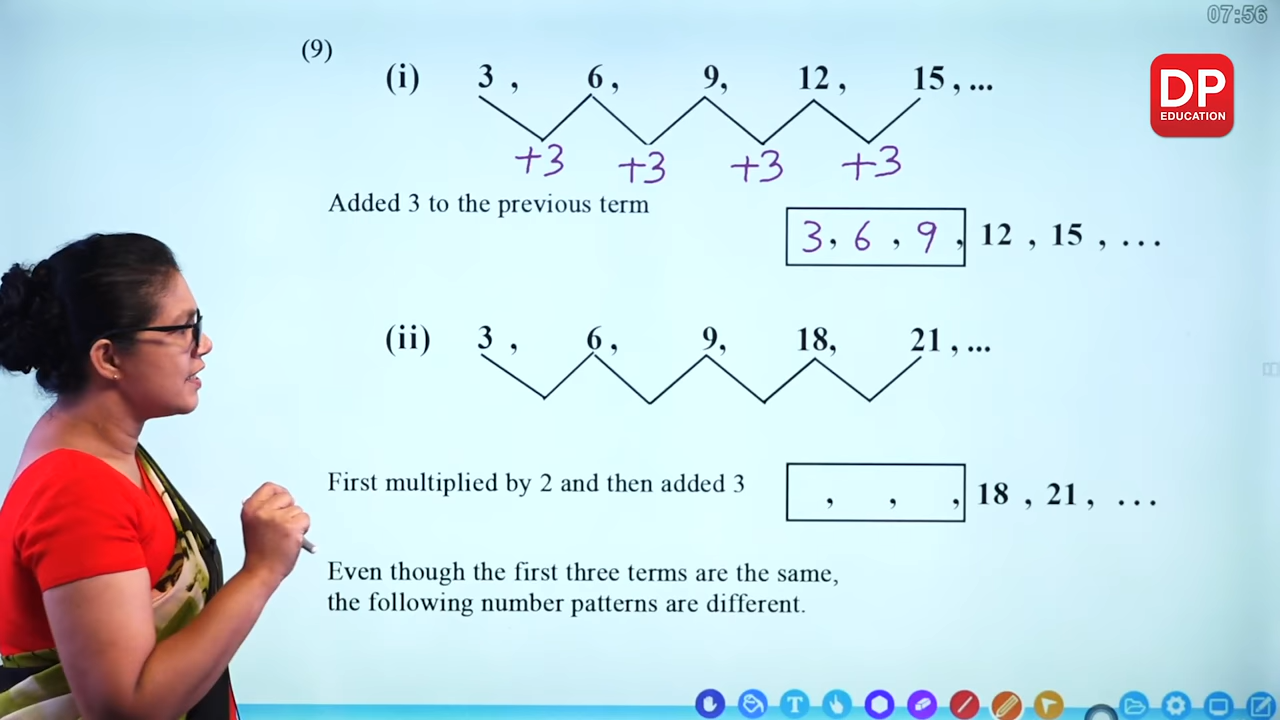 07:56
(9)
(i) 3 , 6 , 9, 12 , 15 , ...
+3 +3 +3 +3
DP
EDUCATION
Added 3 to the previous term
3, 6 , 9 , 12 , 15 , ...
(ii) 3 , 6 , 9, 18, 21 , ...
First multiplied by 2 and then added 3
, , , 18 , 21 , ...
Even though the first three terms are the same,
the following number patterns are different.
T